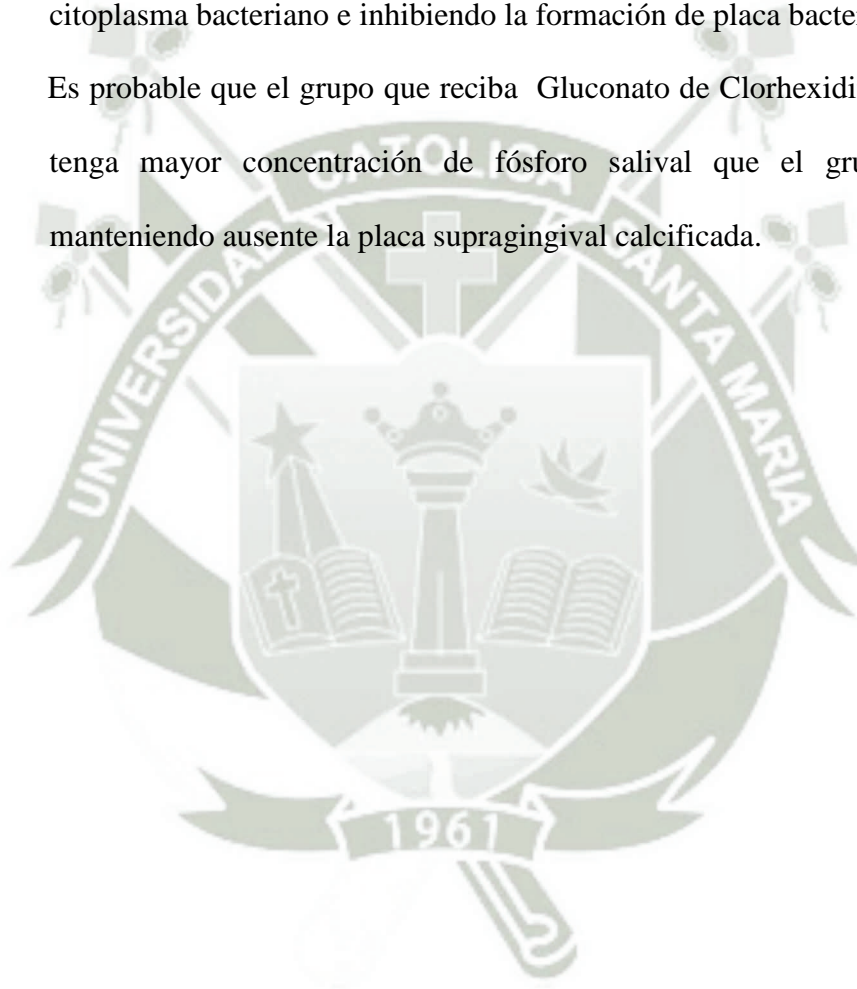 citoplasma bacteriano e inhibiendo la formación de placa
Es probable que el grupo que reciba Gluconato de
tenga mayor concentración de fósforo salival que el
manteniendo ausente la placa supragingival calcificada.
UNIVERSIDAD CATOLICA SANTA MARIA
1961